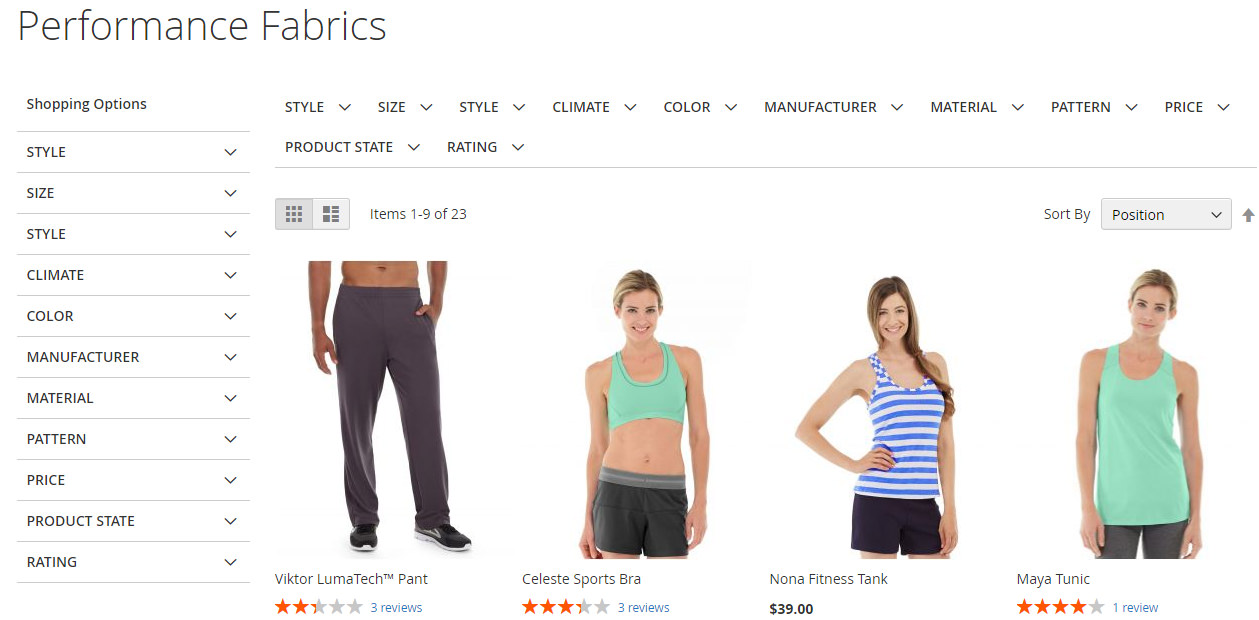 Performance Fabrics
Shopping Options
STYLE
SIZE
STYLE
CLIMATE
COLOR
MANUFACTURER
MATERIAL
PATTERN
PRICE
PRODUCT STATE
RATING
STYLE SIZE STYLE CLIMATE COLOR MANUFACTURER MATERIAL PATTERN PRICE
PRODUCT STATE RATING
Items 1-9 of 23
Sort By Position
Viktor LumaTech™ Pant
3 reviews
Celeste Sports Bra
3 reviews
Nona Fitness Tank
$39.00
Maya Tunic
1 review